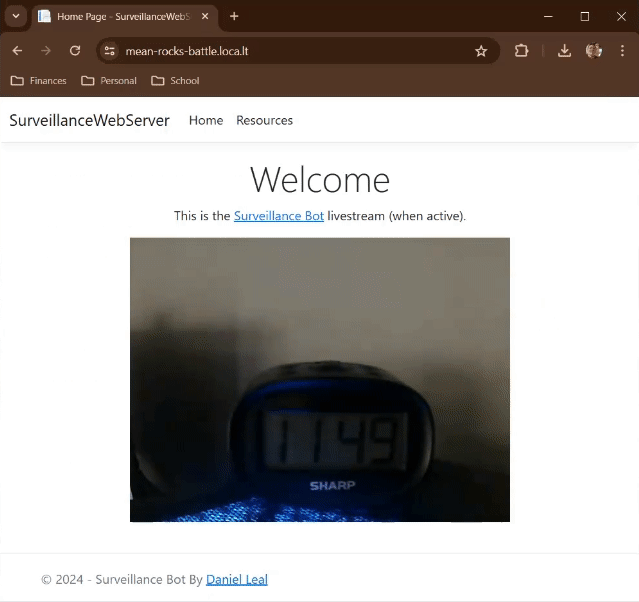 Home Page - SurveillanceWebS
mean-rocks-battle.loca.lt
Finances Personal School
SurveillanceWebServer Home Resources
Welcome
This is the Surveillance Bot livestream (when active).
11 49
SHARP
© 2024 - Surveillance Bot By Daniel Leal